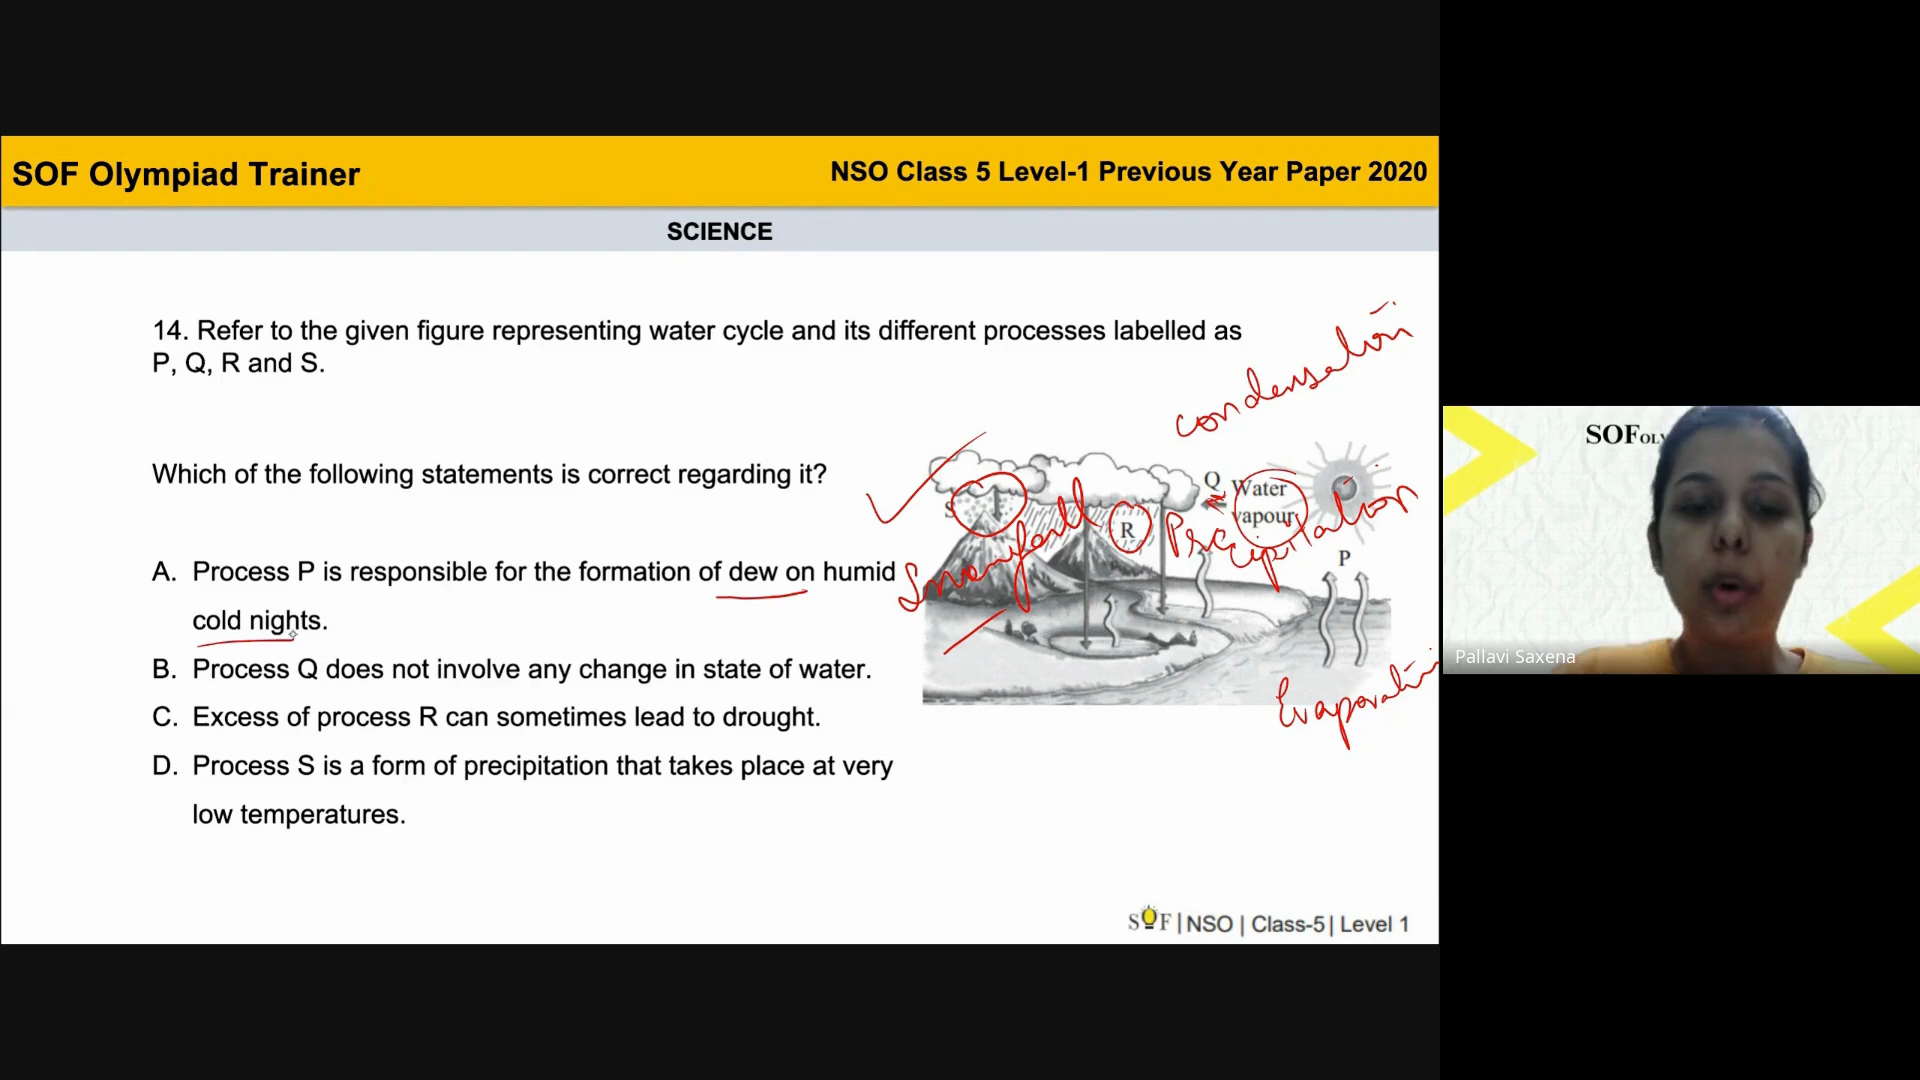 SOF Olympiad Trainer
NSO Class 5 Level-1 Previous Year Paper 2020
SCIENCE
14. Refer to the given figure representing water cycle and its different processes labelled as
P, Q, R and S.
Which of the following statements is correct regarding it?
A. Process P is responsible for the formation of dew on humid
cold nights.
B. Process Q does not involve any change in state of water.
C. Excess of process R can sometimes lead to drought.
D. Process S is a form of precipitation that takes place at very
low temperatures.
condensation
Q Water
vapour
S
R
Precipitation
Snowfall
P
Evaporation
SOF | NSO | Class-5 | Level 1
SOF
Pallavi Saxena